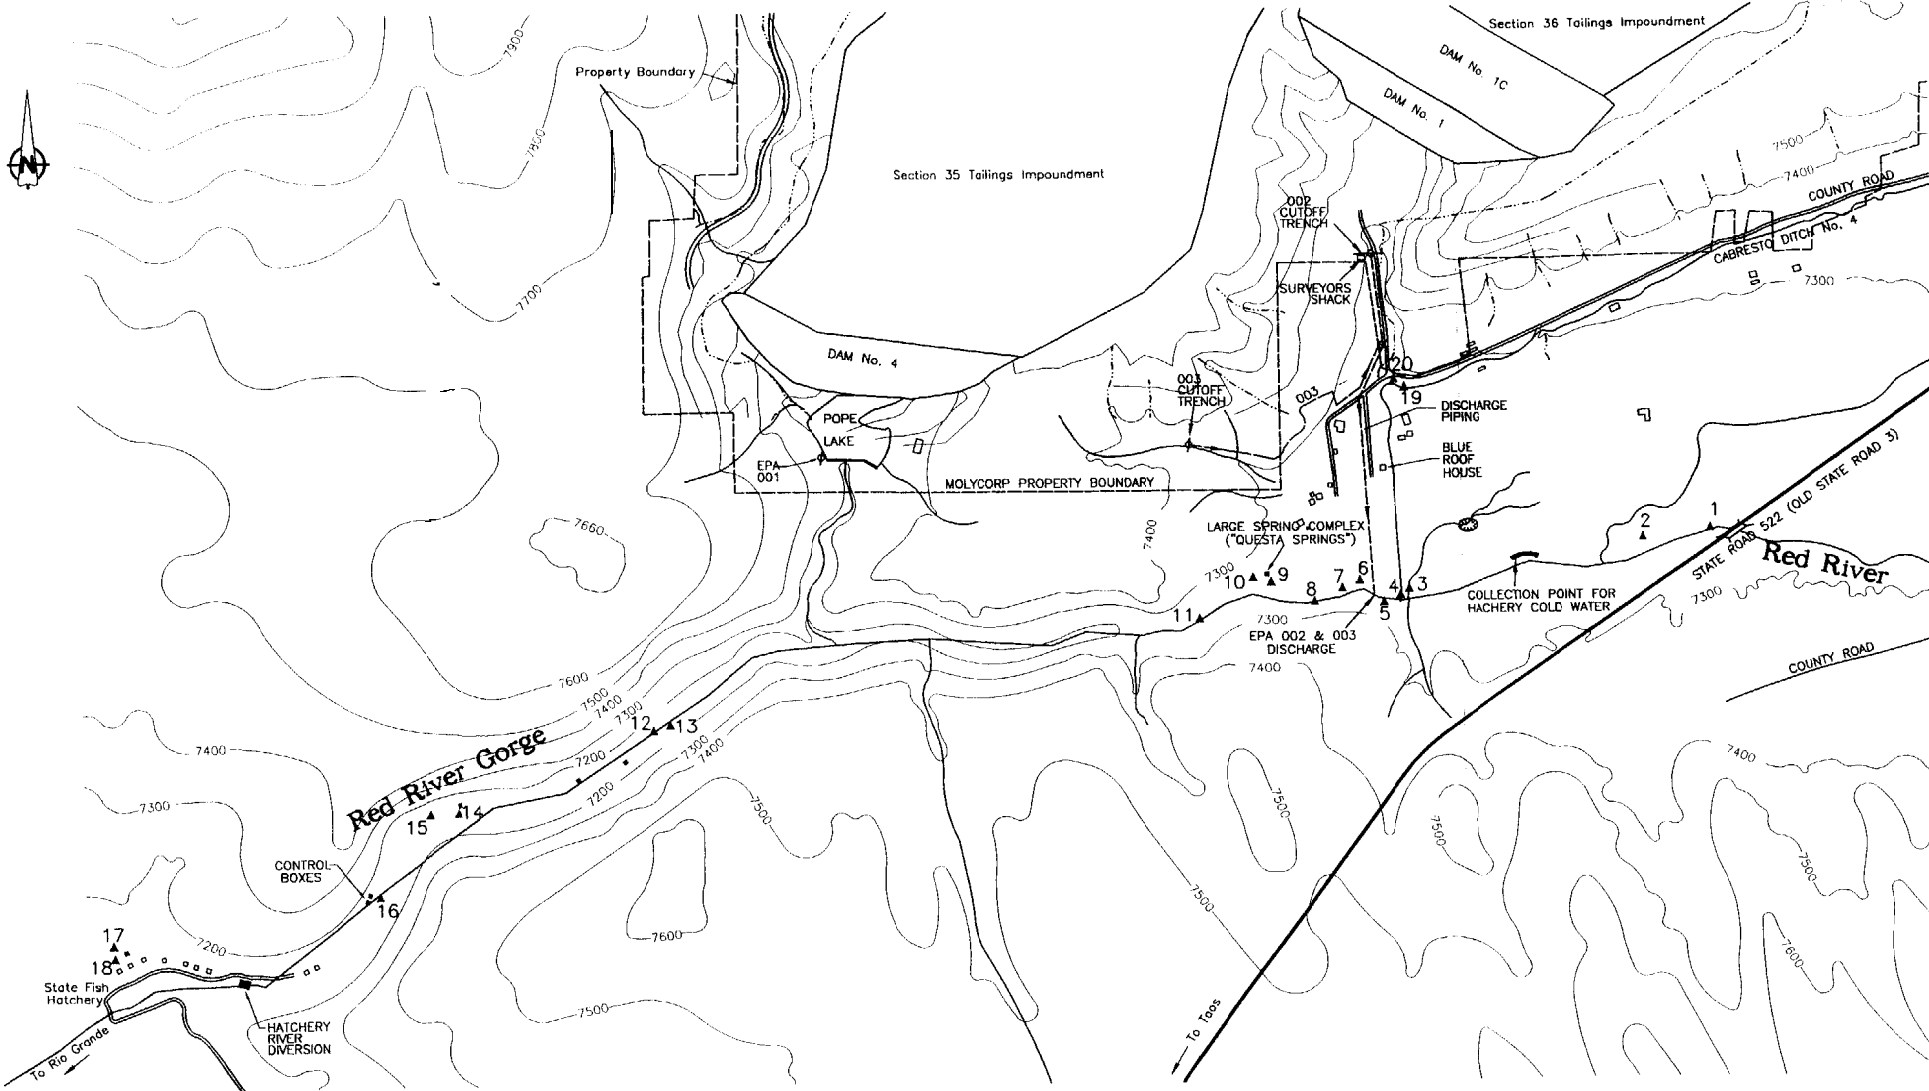 Section 36 Tailings Impoundment
7900
Property Boundary
DAM No. 1C
DAM No. 1
7800
N
7500
7400
COUNTY ROAD
Section 35 Tailings Impoundment
002
CUTOFF
TRENCH
CABRESTO DITCH No. 4
7300
7700
SURVEYORS
SHACK
DAM No. 4
20
003
CUTOFF
TRENCH
003
19
DISCHARGE
PIPING
POPE
LAKE
BLUE
ROOF
HOUSE
EPA
001
MOLYCORP PROPERTY BOUNDARY
STATE ROAD 522 (OLD STATE ROAD 3)
7660
7400
LARGE SPRING COMPLEX
("QUESTA SPRINGS")
1
2
Red River
7300
10
9
8
7
6
5
4
3
COLLECTION POINT FOR
HACHERY COLD WATER
7300
11
7300
EPA 002 & 003
DISCHARGE
7400
COUNTY ROAD
7600
7500
7400
7300
12
13
7300
7400
7200
7200
Red River Gorge
7400
7400
7300
15
14
7500
7500
7500
7500
7500
CONTROL
BOXES
16
7600
7600
17
18
7200
State Fish
Hatchery
7500
HATCHERY
RIVER
DIVERSION
To Rio Grande
To Taos